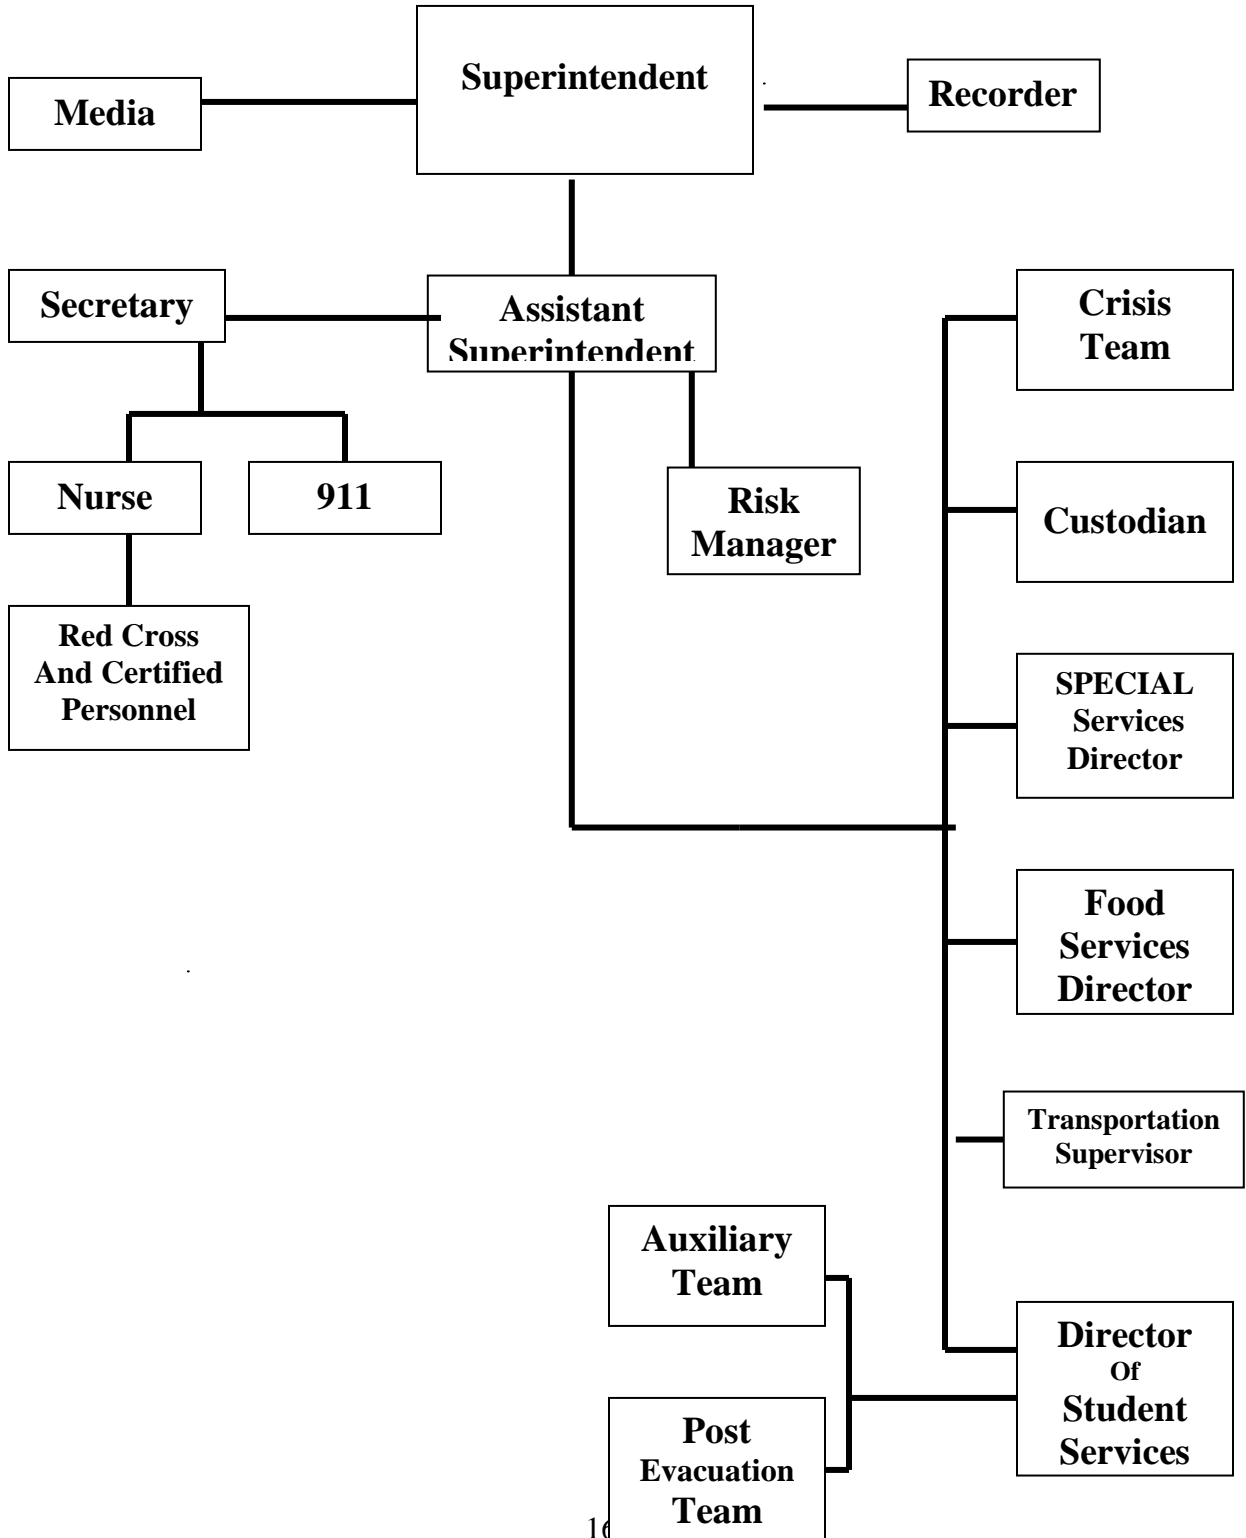 Superintendent
Media
Recorder
Secretary
Assistant
Superintendent
Crisis
Team
Nurse
911
Risk
Manager
Custodian
Red Cross
And Certified
Personnel
SPECIAL
Services
Director
Food
Services
Director
Transportation
Supervisor
Auxiliary
Team
Director
Of
Student
Services
Post
Evacuation
Team